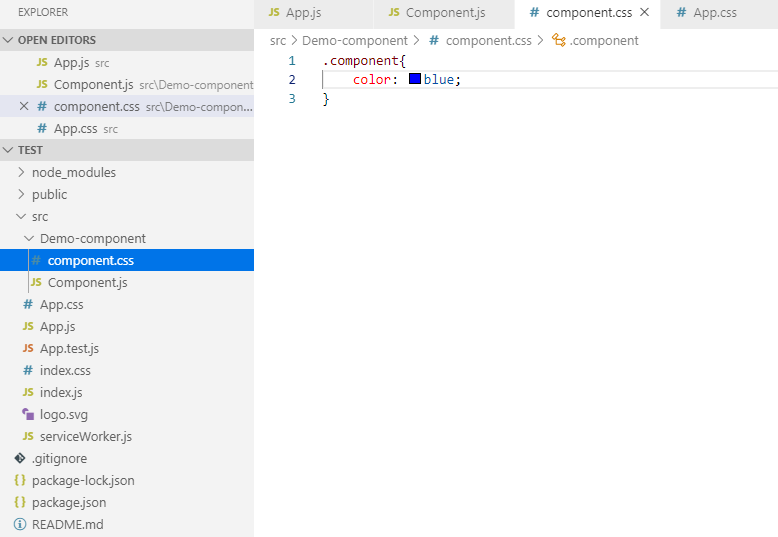 EXPLORER
OPEN EDITORS
JS App.js src
JS Component.js src\Demo-component
# component.css src\Demo-compon...
# App.css src
TEST
node_modules
public
src
Demo-component
# component.css
JS Component.js
# App.css
JS App.js
JS App.test.js
# index.css
JS index.js
logo.svg
JS serviceWorker.js
.gitignore
{} package-lock.json
{} package.json
README.md
JS App.js JS Component.js # component.css # App.css
src > Demo-component > # component.css > .component
1 .component{
2 color: blue;
3 }